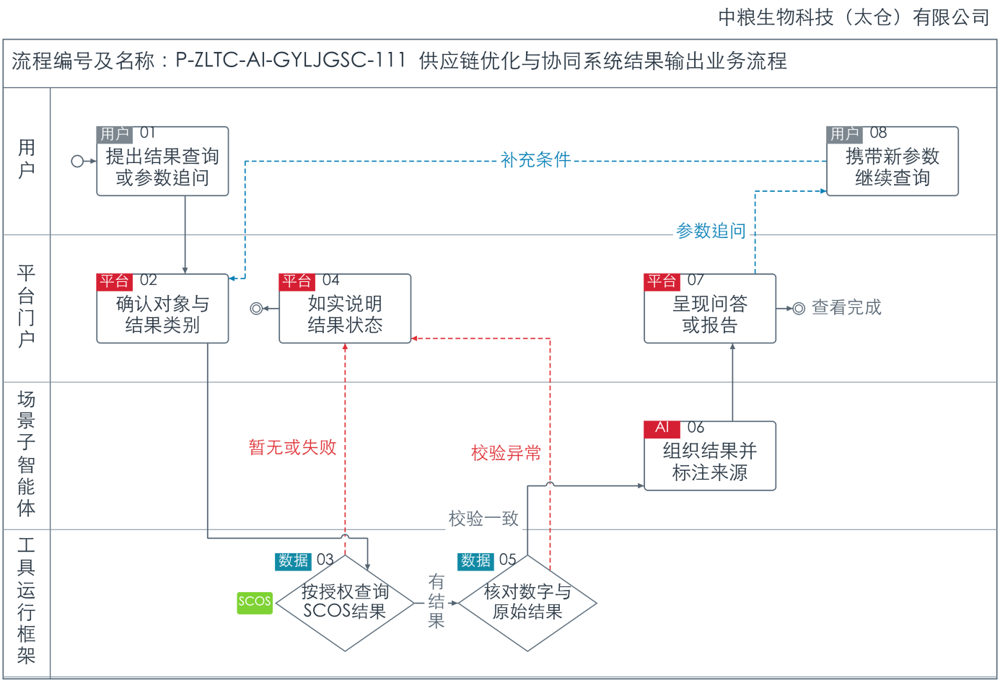 中粮生物科技（太仓）有限公司
流程编号及名称：P-ZLTC-AI-GYLJGSC-111 供应链优化与协同系统结果输出业务流程
用户
用户 01
提出结果查询
或参数追问
补充条件
用户 08
携带新参数
继续查询
参数追问
平台门户
平台 02
确认对象与
结果类别
平台 04
如实说明
结果状态
平台 07
呈现问答
或报告
查看完成
场景子智能体
暂无或失败
校验异常
AI 06
组织结果并
标注来源
校验一致
工具运行框架
数据 03
按授权查询
SCOS结果
SCOS
有结果
数据 05
核对数字与
原始结果